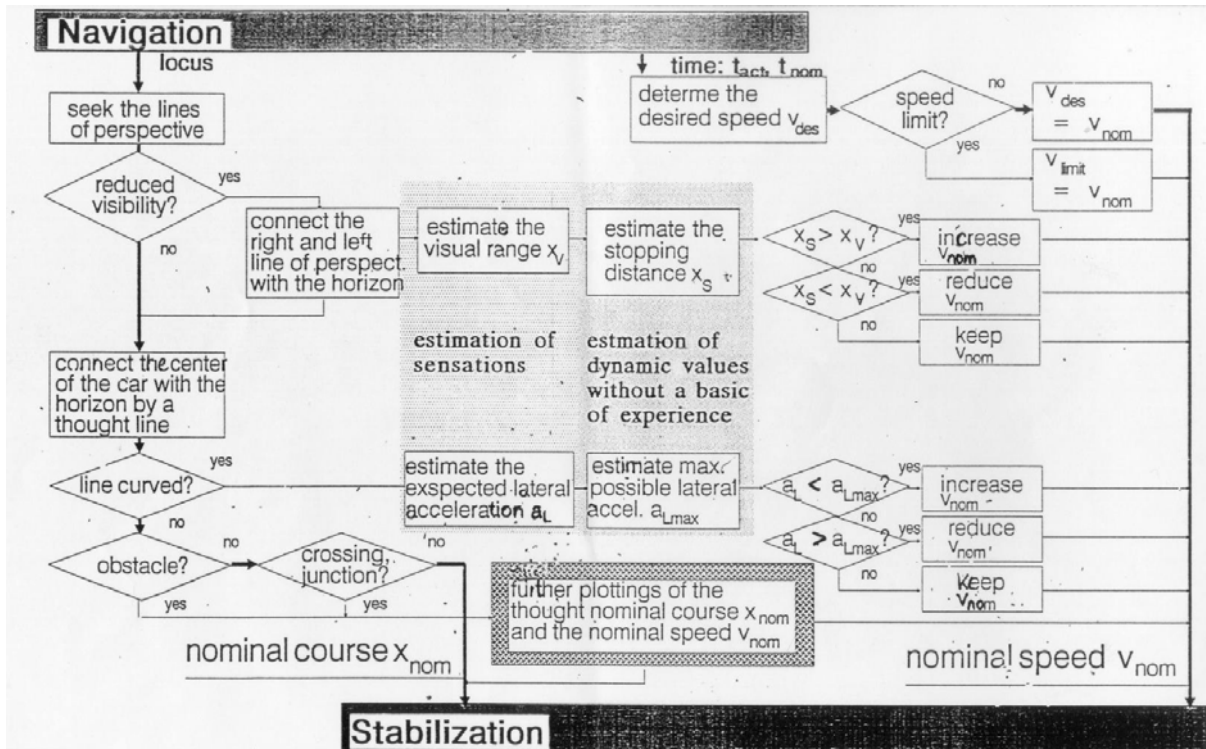 Navigation
locus
time: t_act, t_nom
seek the lines
of perspective
determe the
desired speed v_des
speed
limit?
no
yes
v_des
= v_nom
v_limit
= v_nom
reduced
visibility?
yes
no
connect the
right and left
line of perspect.
with the horizon
estimate the
visual range x_V
estimate the
stopping
distance x_S
x_S > x_V ?
yes
no
increase
v_nom
x_S < x_V ?
yes
no
reduce
v_nom
keep
v_nom
estimation of
sensations
estmation of
dynamic values
without a basic
of experience
connect the center
of the car with the
horizon by a
thought line
line curved?
yes
no
estimate the
exspected lateral
acceleration a_L
estimate max.
possible lateral
accel. a_Lmax
a_L < a_Lmax ?
yes
no
increase
v_nom
a_L > a_Lmax ?
yes
no
reduce
v_nom
keep
v_nom
obstacle?
no
yes
crossing,
junction?
no
yes
further plottings of the
thought nominal course x_nom
and the nominal speed v_nom
nominal course x_nom
nominal speed v_nom
Stabilization